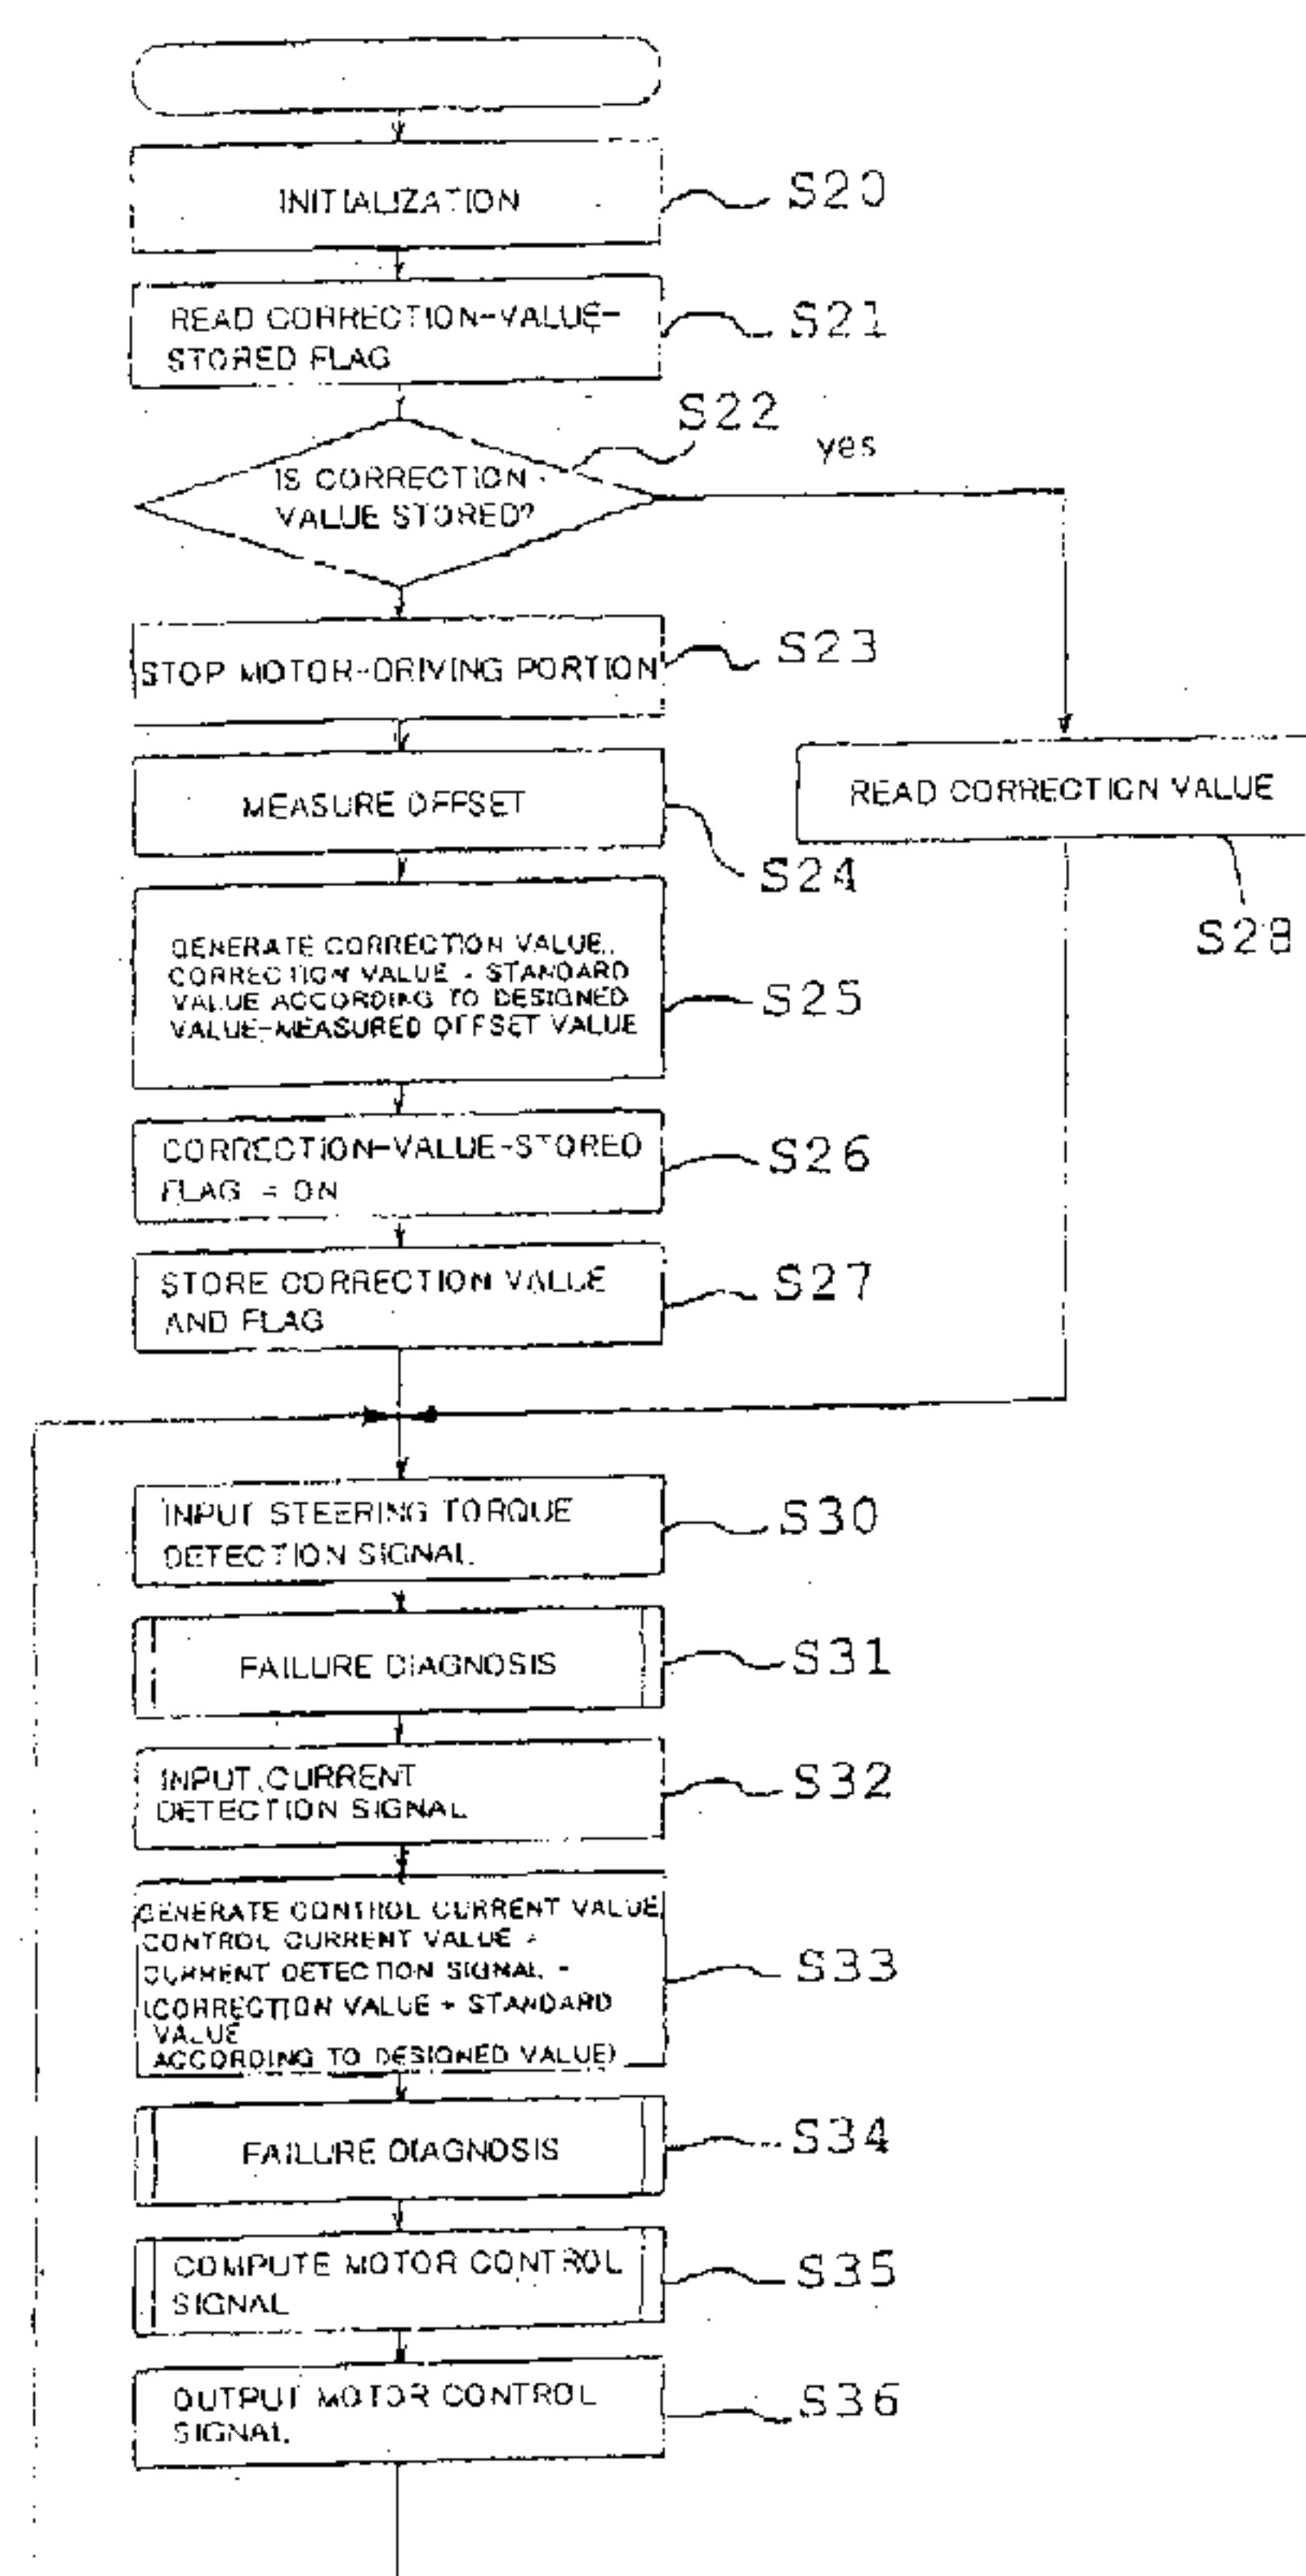 INITIALIZATION
S20
READ CORRECTION-VALUE-
STORED FLAG
S21
S22
yes
IS CORRECTION
VALUE STORED?
STOP MOTOR-DRIVING PORTION
S23
MEASURE OFFSET
S24
READ CORRECTION VALUE
S28
GENERATE CORRECTION VALUE,
CORRECTION VALUE = STANDARD
VALUE ACCORDING TO DESIGNED
VALUE-MEASURED OFFSET VALUE
S25
CORRECTION-VALUE-STORED
FLAG = ON
S26
STORE CORRECTION VALUE
AND FLAG
S27
INPUT STEERING TORQUE
DETECTION SIGNAL
S30
FAILURE DIAGNOSIS
S31
INPUT CURRENT
DETECTION SIGNAL
S32
GENERATE CONTROL CURRENT VALUE,
CONTROL CURRENT VALUE =
CURRENT DETECTION SIGNAL -
(CORRECTION VALUE + STANDARD
VALUE
ACCORDING TO DESIGNED VALUE)
S33
FAILURE DIAGNOSIS
S34
COMPUTE MOTOR CONTROL
SIGNAL
S35
OUTPUT MOTOR CONTROL
SIGNAL
S36